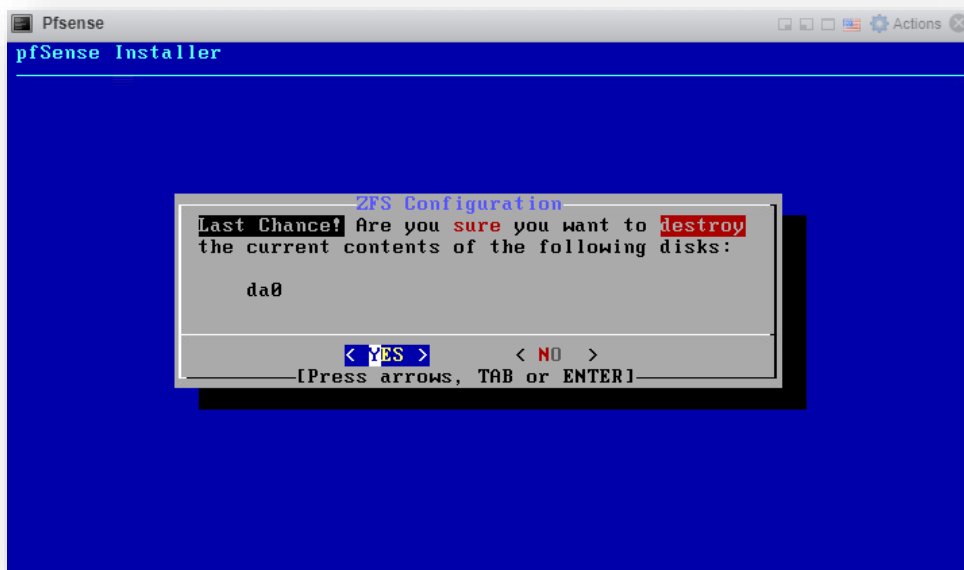 Pfsense
Actions
pfSense Installer
ZFS Configuration
Last Chance! Are you sure you want to destroy
the current contents of the following disks:
da0
< YES > < NO >
[Press arrows, TAB or ENTER]